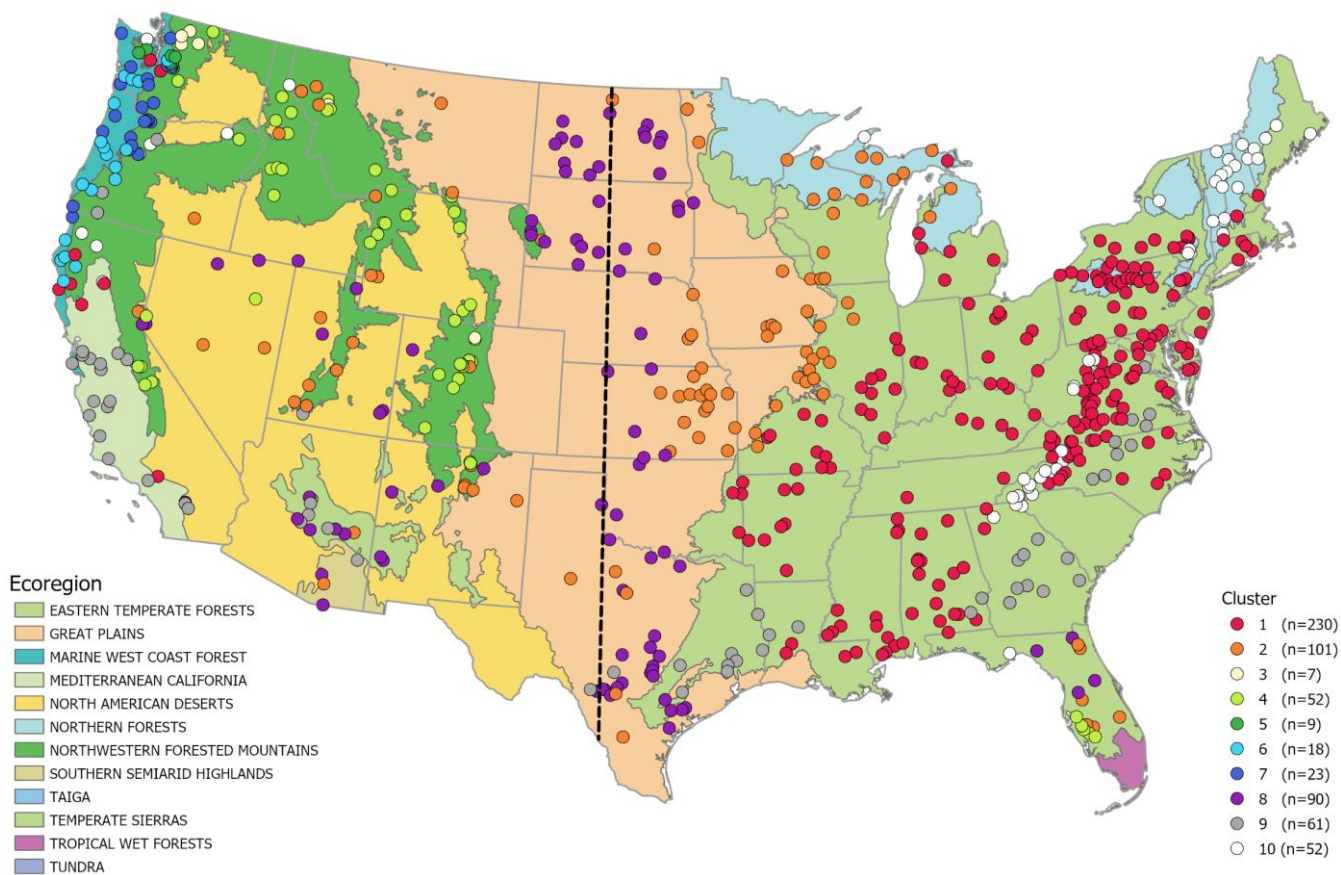 Ecoregion
EASTERN TEMPERATE FORESTS
GREAT PLAINS
MARINE WEST COAST FOREST
MEDITERRANEAN CALIFORNIA
NORTH AMERICAN DESERTS
NORTHERN FORESTS
NORTHWESTERN FORESTED MOUNTAINS
SOUTHERN SEMIARID HIGHLANDS
TAIGA
TEMPERATE SIERRAS
TROPICAL WET FORESTS
TUNDRA
Cluster
1 (n=230)
2 (n=101)
3 (n=7)
4 (n=52)
5 (n=9)
6 (n=18)
7 (n=23)
8 (n=90)
9 (n=61)
10 (n=52)